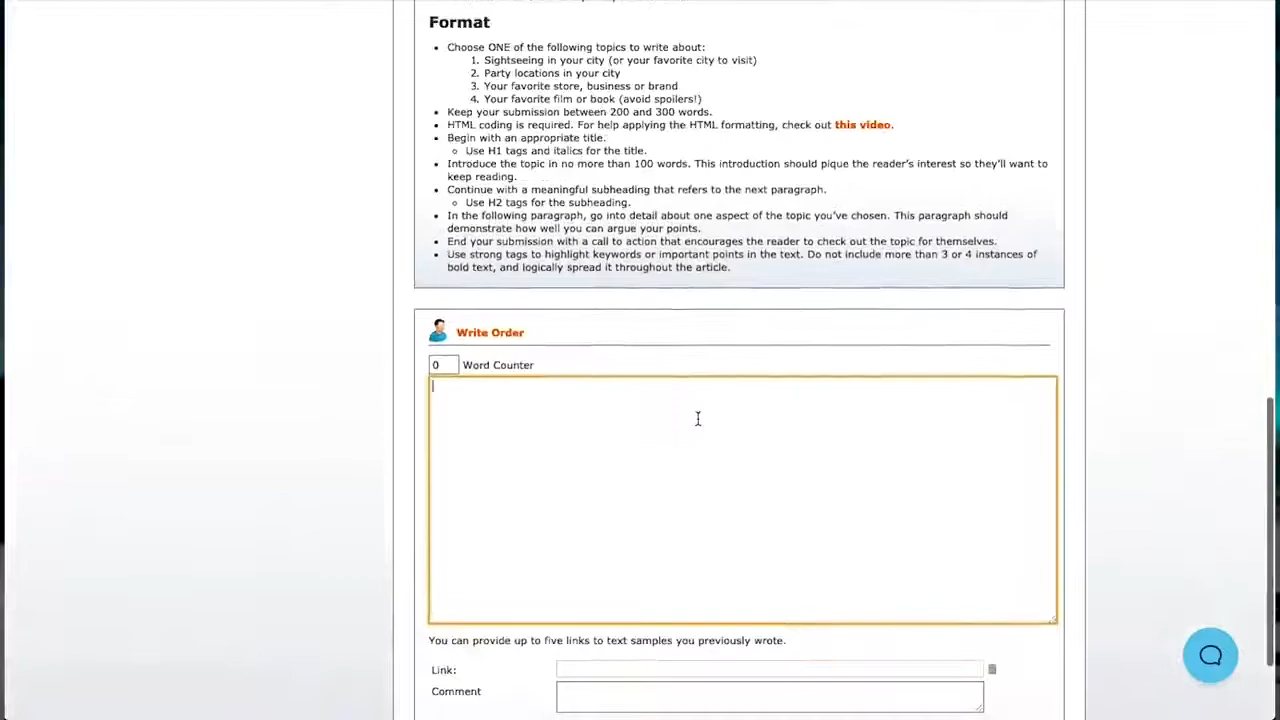 Format
• Choose ONE of the following topics to write about:
1. Sightseeing in your city (or your favorite city to visit)
2. Party locations in your city
3. Your favorite store, business or brand
4. Your favorite film or book (avoid spoilers!)
• Keep your submission between 200 and 300 words.
• HTML coding is required. For help applying the HTML formatting, check out this video.
• Begin with an appropriate title.
◦ Use H1 tags and italics for the title.
• Introduce the topic in no more than 100 words. This introduction should pique the reader's interest so they'll want to
keep reading.
• Continue with a meaningful subheading that refers to the next paragraph.
◦ Use H2 tags for the subheading.
• In the following paragraph, go into detail about one aspect of the topic you've chosen. This paragraph should
demonstrate how well you can argue your points.
• End your submission with a call to action that encourages the reader to check out the topic for themselves.
• Use strong tags to highlight keywords or important points in the text. Do not include more than 3 or 4 instances of
bold text, and logically spread it throughout the article.
Write Order
0 Word Counter
You can provide up to five links to text samples you previously wrote.
Link:
Comment